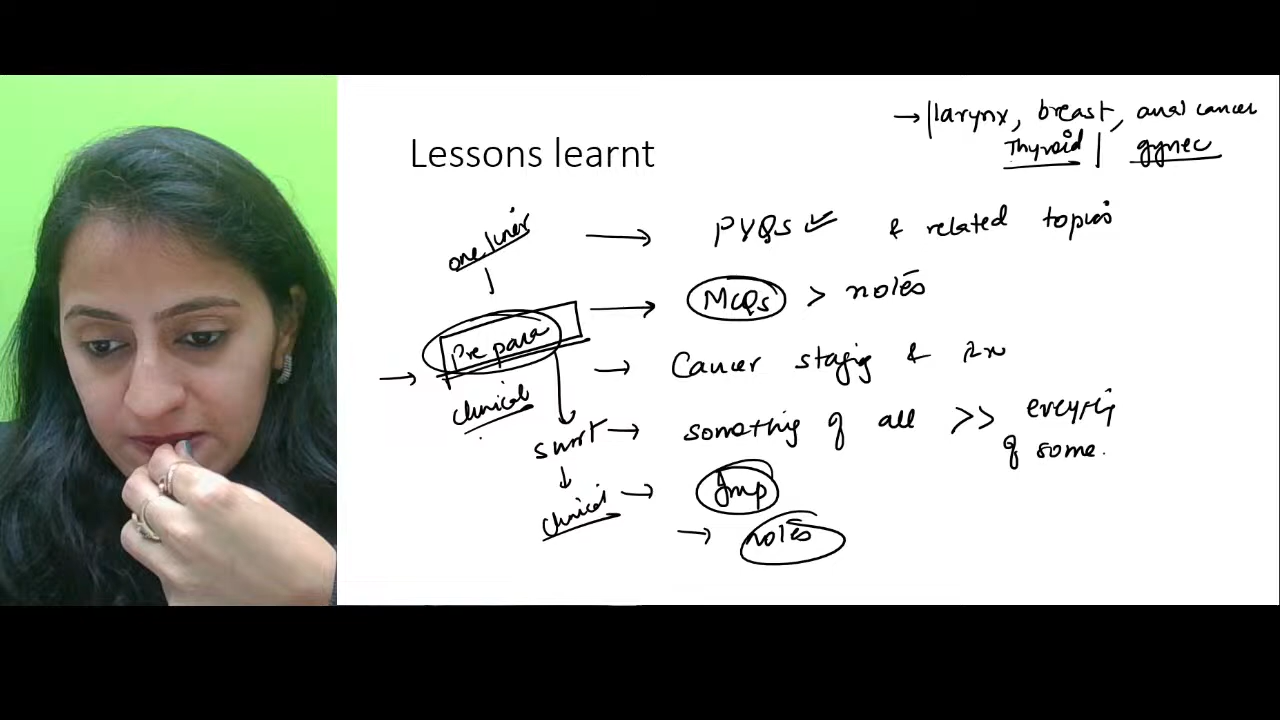 → larynx, breast, anal cancer
Thyroid | gynec
Lessons learnt
one liner → PYQs ✓ & related topics
Prepare → MCQs > notes
→ Cancer staging & Rx
clinical
smart → something of all >> everything
of some.
clinical → Imp
→ notes